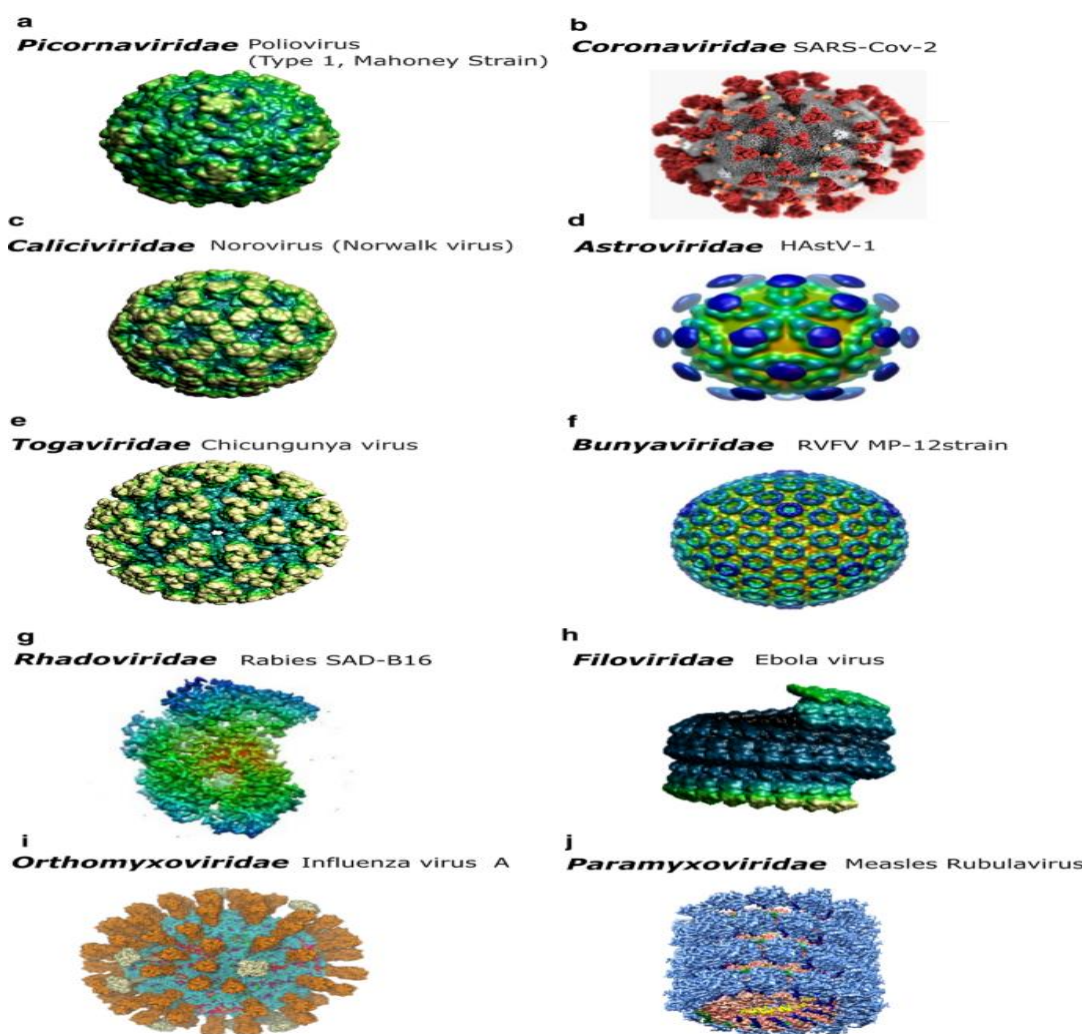 a
Picornaviridae Poliovirus
(Type 1, Mahoney Strain)
b
Coronaviridae SARS-Cov-2
c
Caliciviridae Norovirus (Norwalk virus)
d
Astroviridae HAstV-1
e
Togaviridae Chicungunya virus
f
Bunyaviridae RVFV MP-12strain
g
Rhadoviridae Rabies SAD-B16
h
Filoviridae Ebola virus
i
Orthomyxoviridae Influenza virus A
j
Paramyxoviridae Measles Rubulavirus